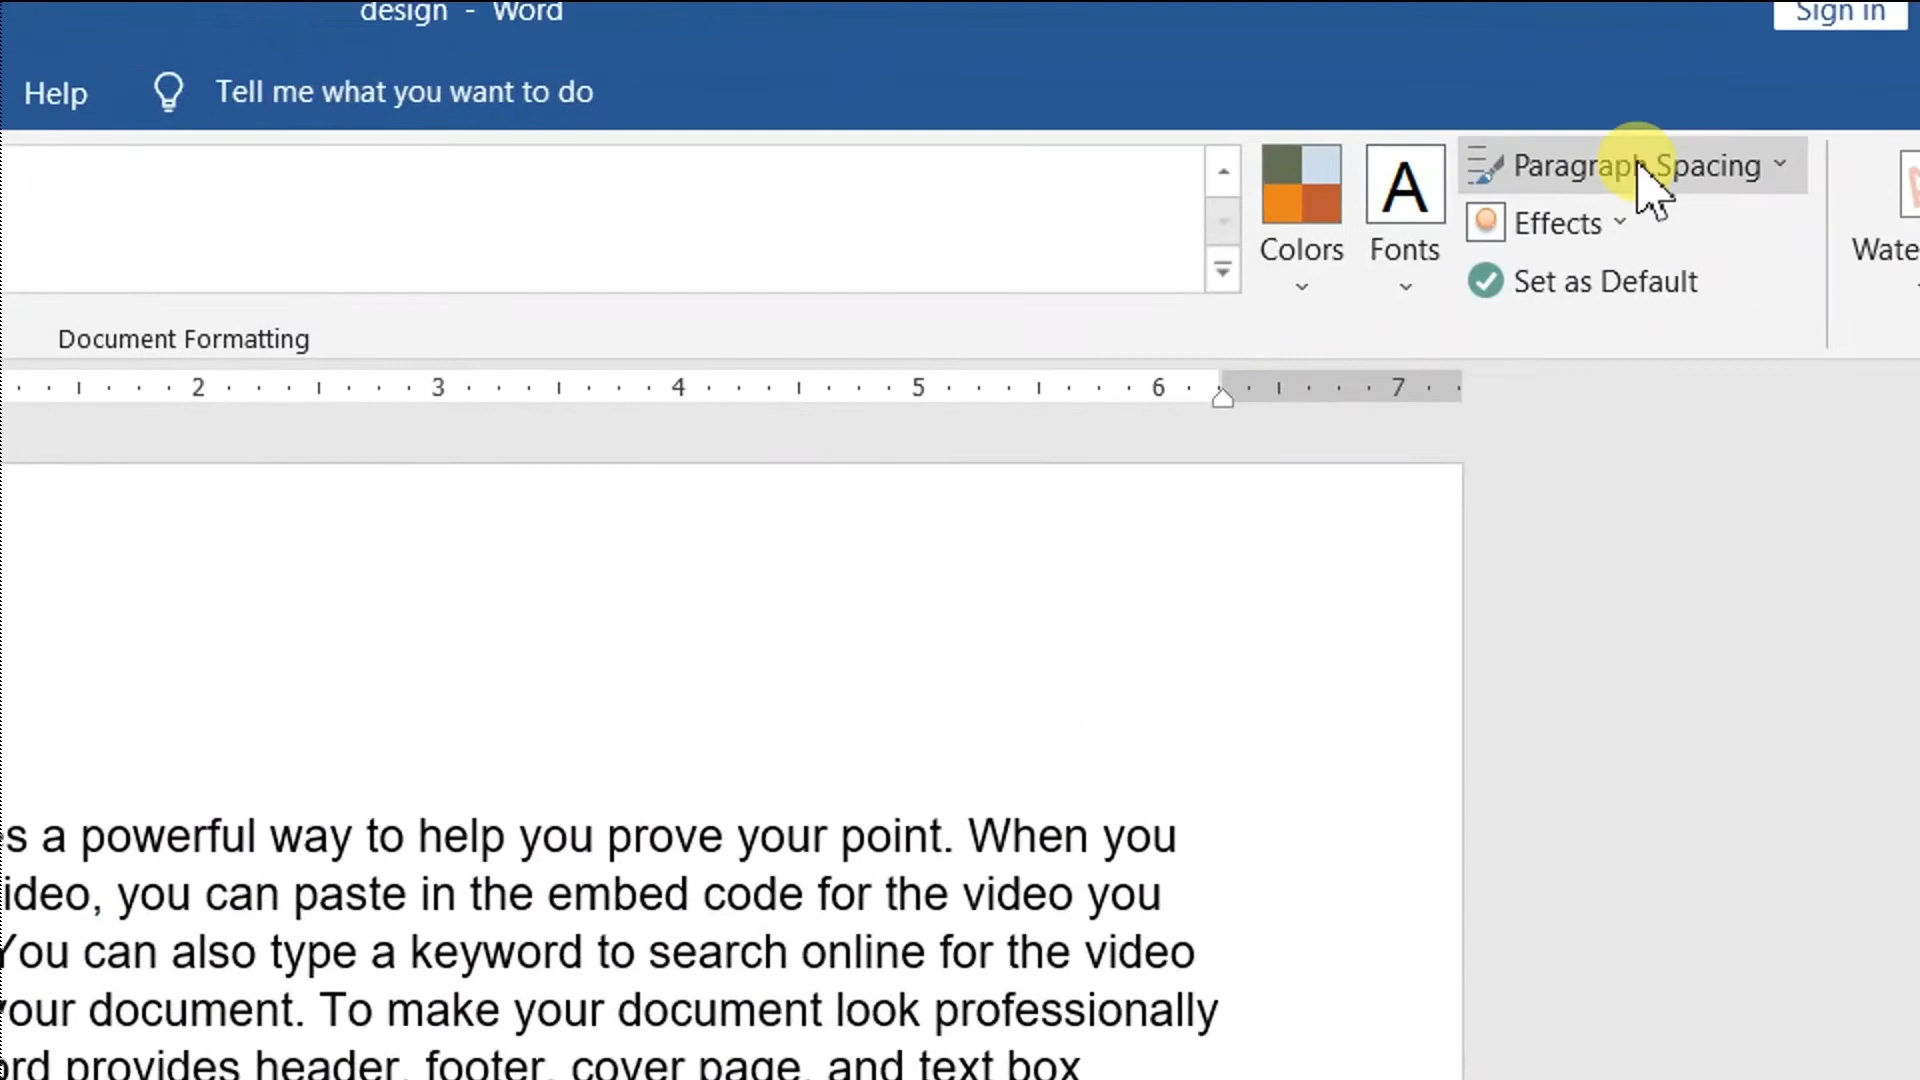 design - Word
Sign in
Help
Tell me what you want to do
Paragraph Spacing
Effects
Set as Default
Colors
Fonts
A
Wate
Document Formatting
2 3 4 5 6 7
s a powerful way to help you prove your point. When you
ideo, you can paste in the embed code for the video you
You can also type a keyword to search online for the video
our document. To make your document look professionally
rd provides header, footer, cover page, and text box